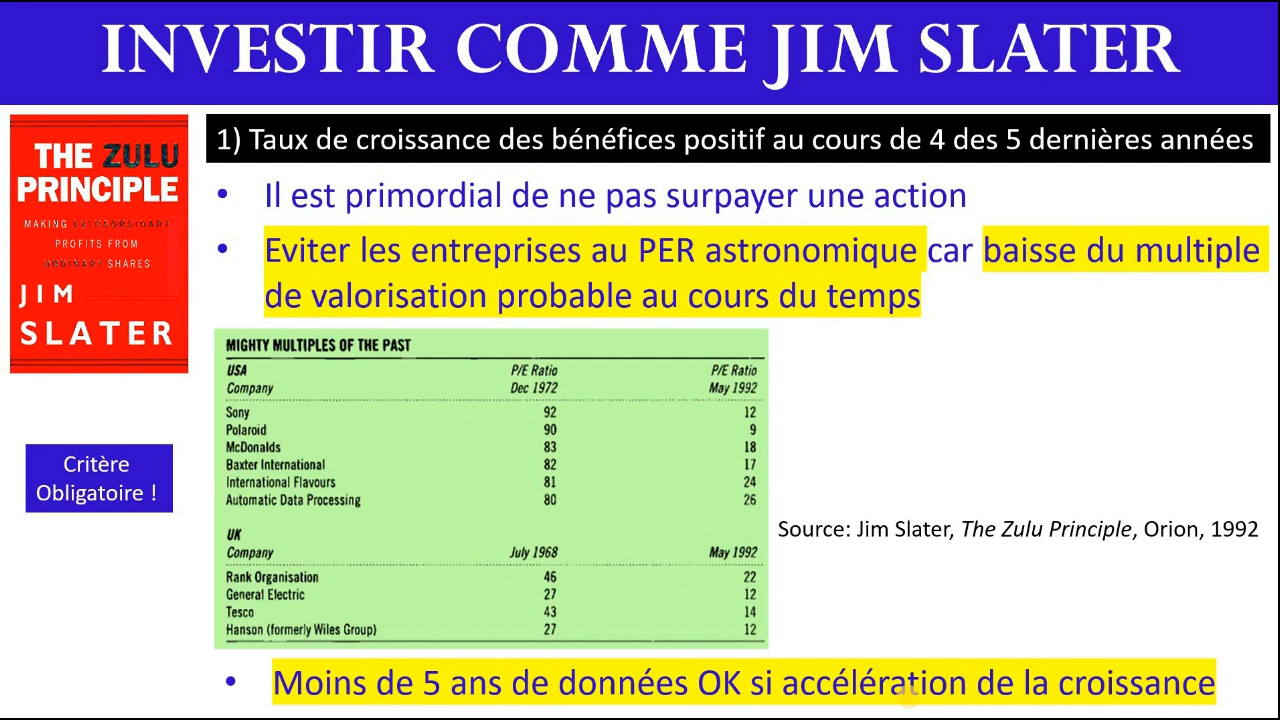 INVESTIR COMME JIM SLATER
THE ZULU
PRINCIPLE
MAKING EXTRAORDINARY
PROFITS FROM
ORDINARY SHARES
JIM
SLATER
Critère
Obligatoire !
1) Taux de croissance des bénéfices positif au cours de 4 des 5 dernières années
• Il est primordial de ne pas surpayer une action
• Eviter les entreprises au PER astronomique car baisse du multiple
de valorisation probable au cours du temps
MIGHTY MULTIPLES OF THE PAST
USA P/E Ratio P/E Ratio
Company Dec 1972 May 1992
Sony 92 12
Polaroid 90 9
McDonalds 83 18
Baxter International 82 17
International Flavours 81 24
Automatic Data Processing 80 26
UK
Company July 1968 May 1992
Rank Organisation 46 22
General Electric 27 12
Tesco 43 14
Hanson (formerly Wiles Group) 27 12
Source: Jim Slater, The Zulu Principle, Orion, 1992
• Moins de 5 ans de données OK si accélération de la croissance